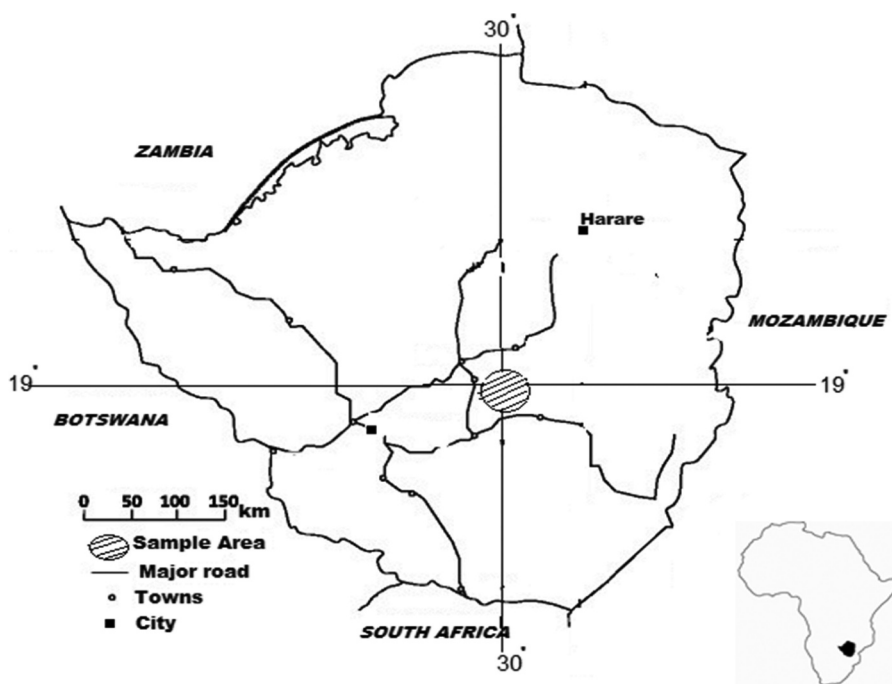 30°
ZAMBIA
Harare
MOZAMBIQUE
19°
19°
BOTSWANA
0 50 100 150 km
Sample Area
Major road
Towns
City
SOUTH AFRICA
30°